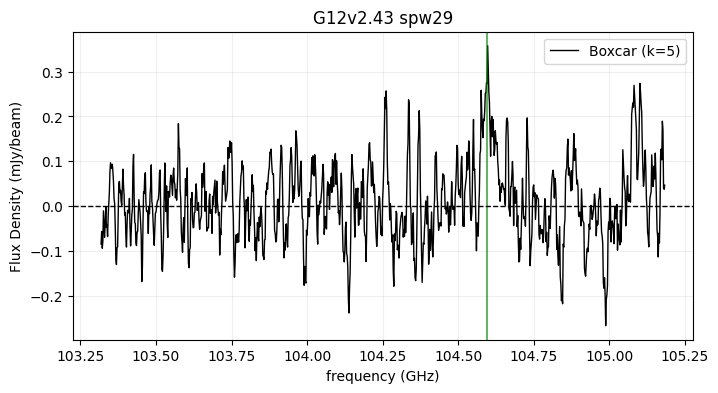 G12v2.43 spw29
Boxcar (k=5)
Flux Density (mJy/beam)
0.3
0.2
0.1
0.0
−0.1
−0.2
103.25 103.50 103.75 104.00 104.25 104.50 104.75 105.00 105.25
frequency (GHz)